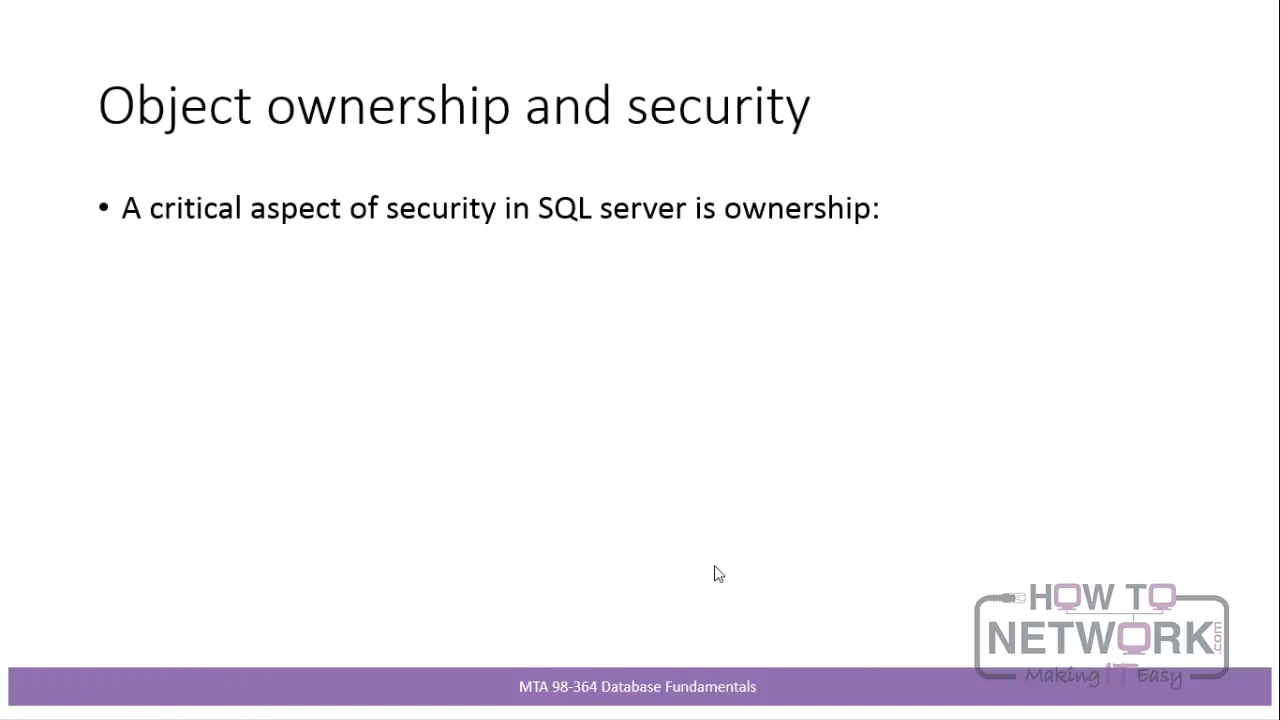 Object ownership and security
• A critical aspect of security in SQL server is ownership:
HOW TO
NETWORK.com
Making IT Easy
MTA 98-364 Database Fundamentals